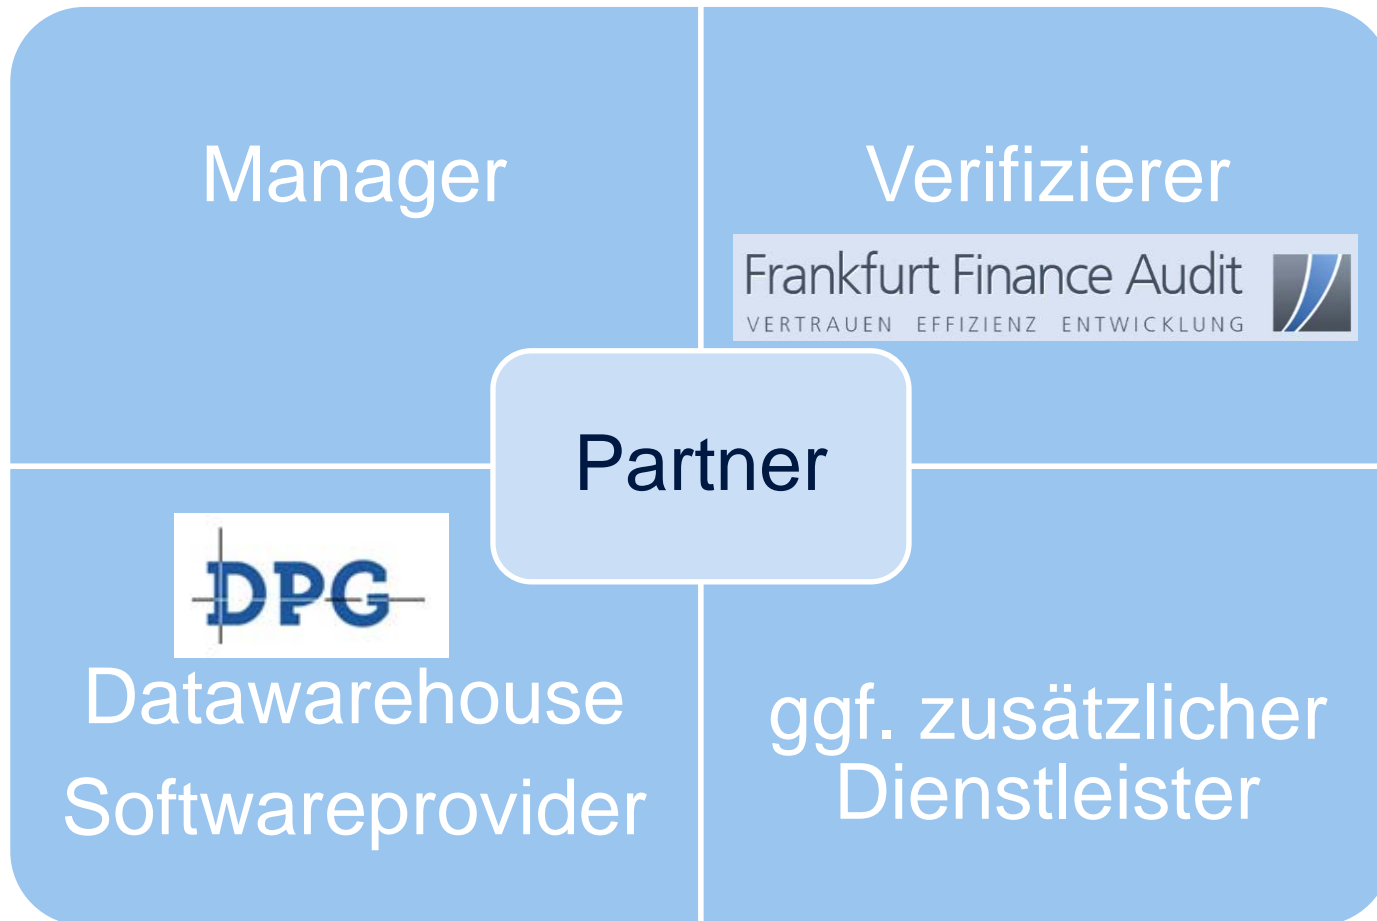 Manager
Verifizierer
Frankfurt Finance Audit
VERTRAUEN EFFIZIENZ ENTWICKLUNG
Partner
DPG
Datawarehouse
Softwareprovider
ggf. zusätzlicher
Dienstleister